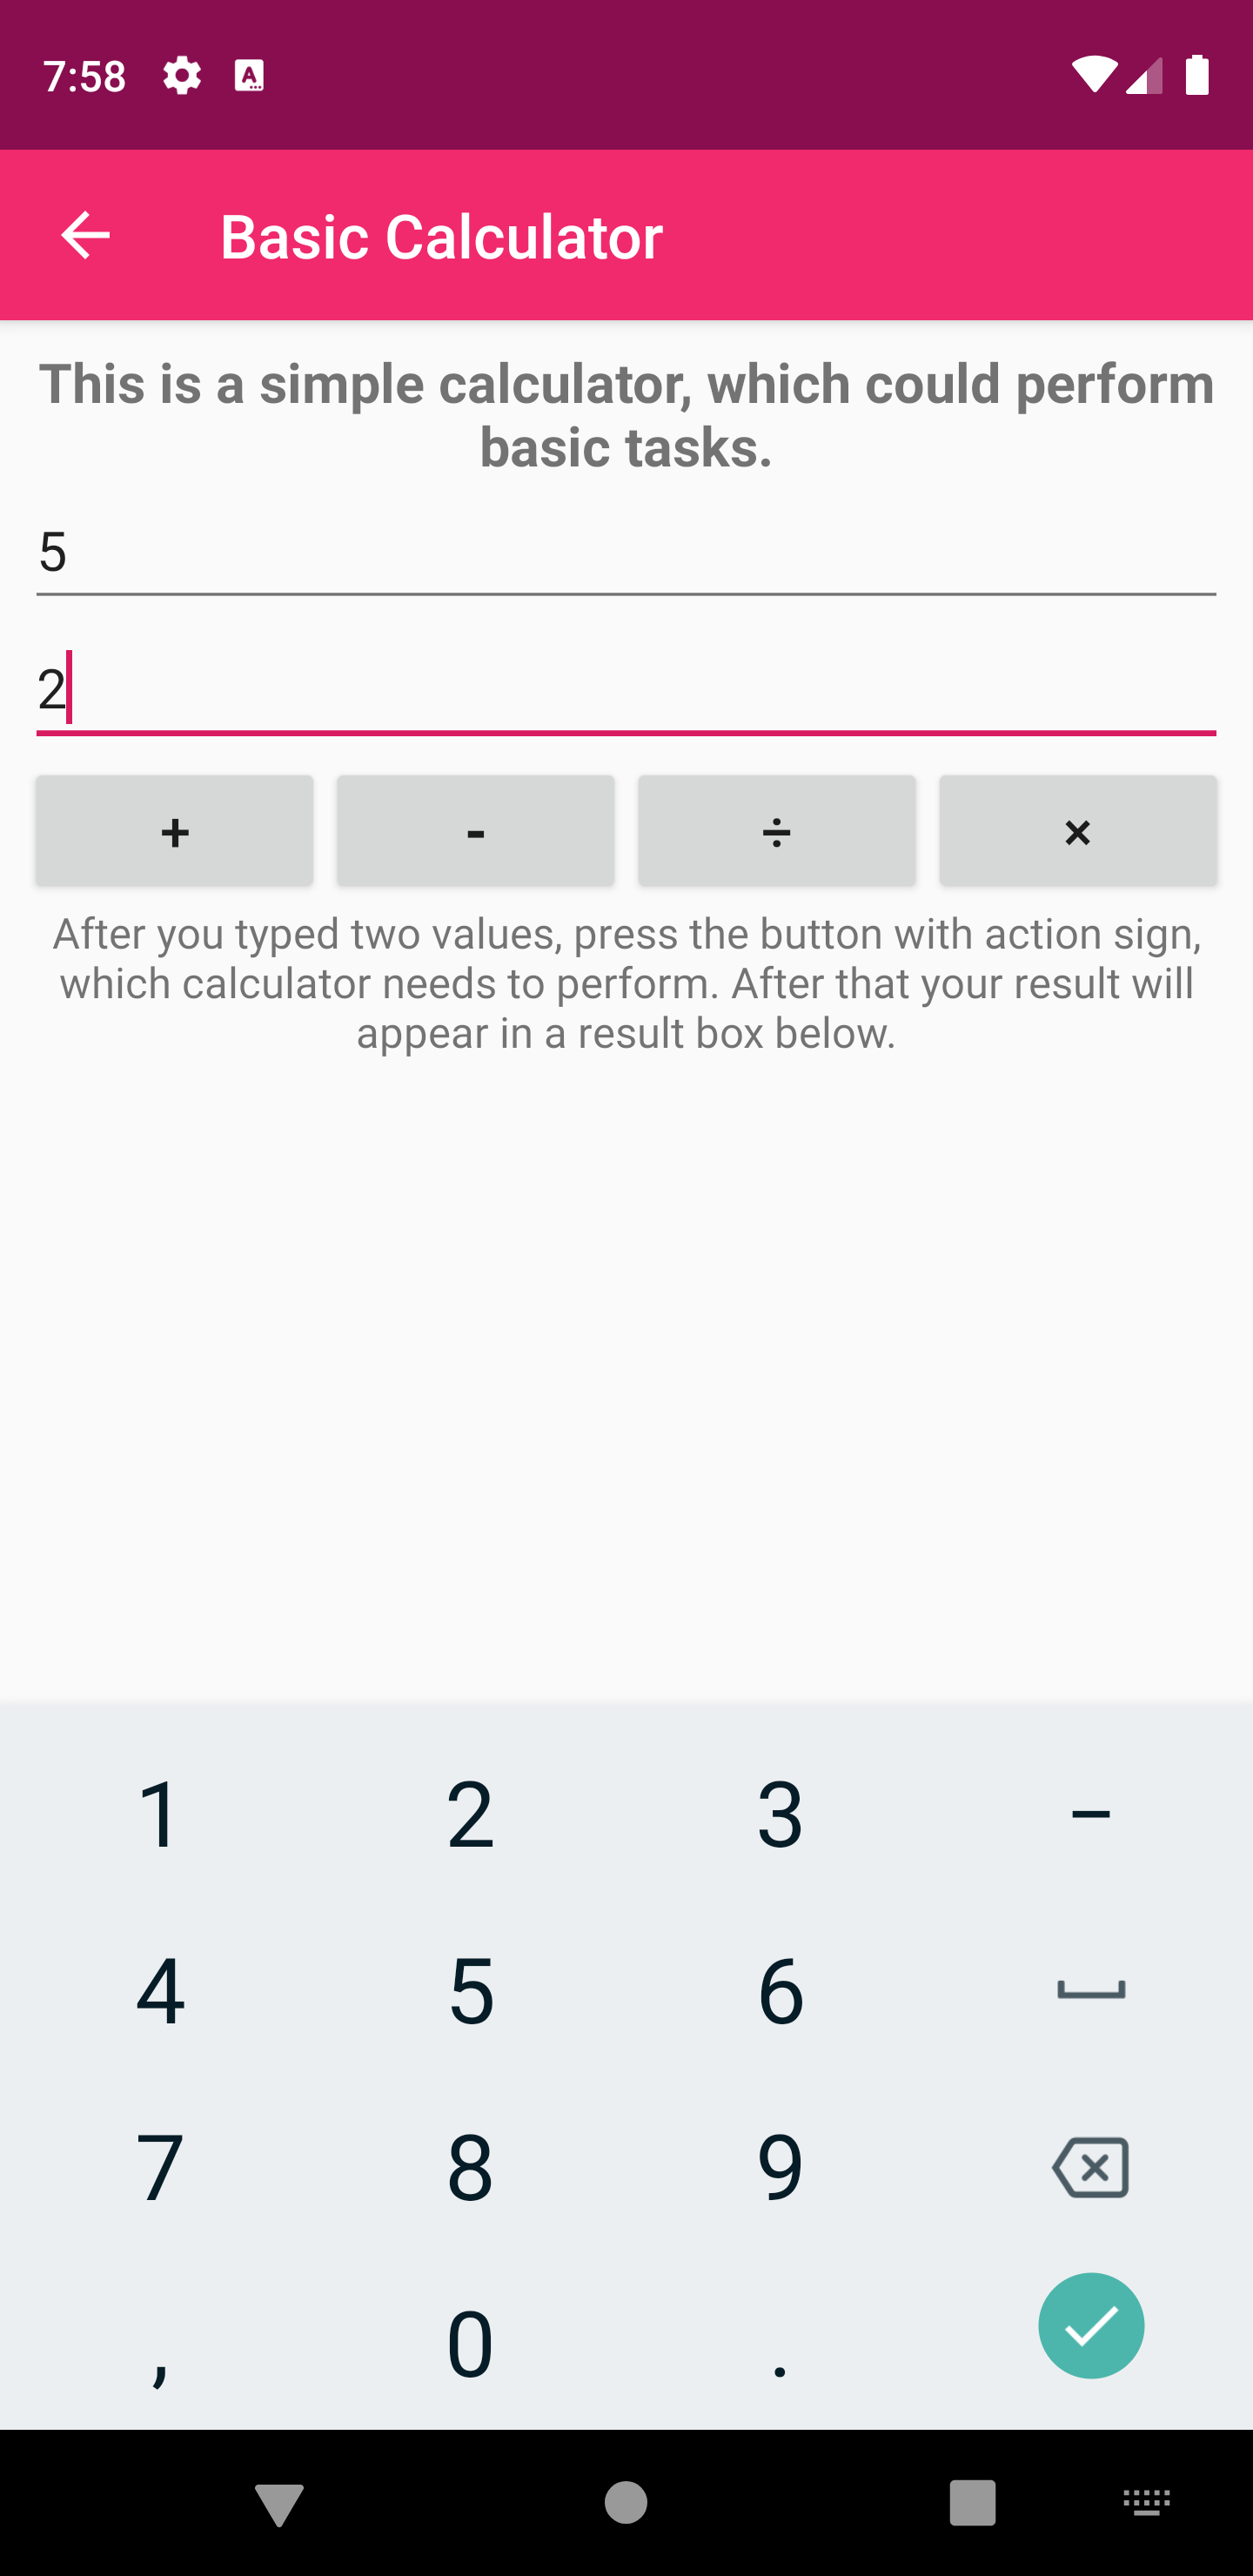 7:58
Basic Calculator
This is a simple calculator, which could perform
basic tasks.
5
2
+ - ÷ ×
After you typed two values, press the button with action sign,
which calculator needs to perform. After that your result will
appear in a result box below.
1 2 3 –
4 5 6
7 8 9
, 0 .